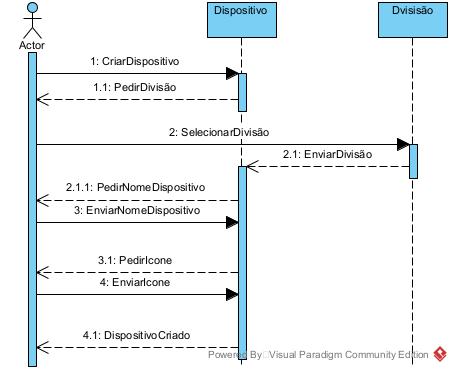 Dispositivo
Dvisisão
Actor
1: CriarDispositivo
1.1: PedirDivisão
2: SelecionarDivisão
2.1: EnviarDivisão
2.1.1: PedirNomeDispositivo
3: EnviarNomeDispositivo
3.1: PedirIcone
4: EnviarIcone
4.1: DispositivoCriado
Powered By Visual Paradigm Community Edition